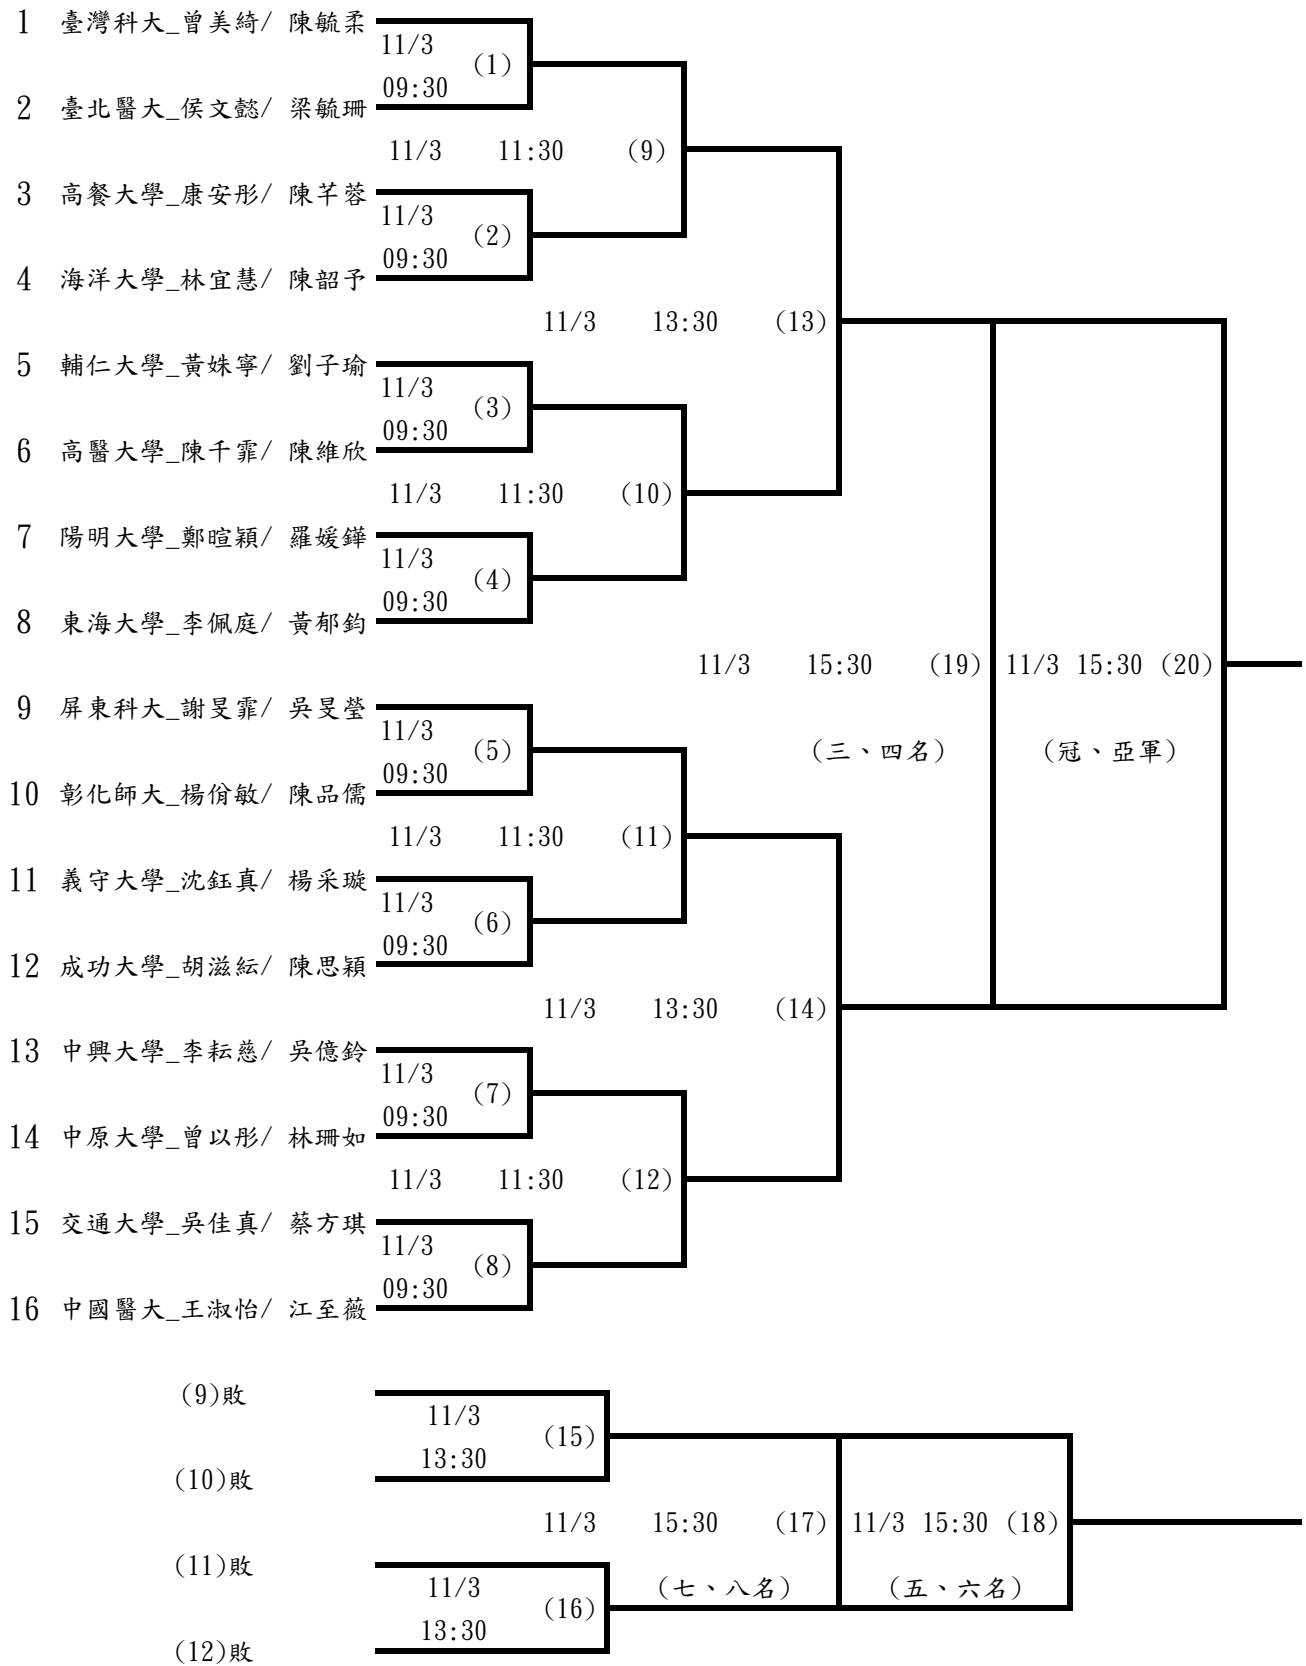 1 臺灣科大_曾美綺/ 陳毓柔
11/3
(1)
09:30
2 臺北醫大_侯文懿/ 梁毓珊
11/3 11:30 (9)
3 高餐大學_康安彤/ 陳芊蓉
11/3
(2)
09:30
4 海洋大學_林宜慧/ 陳韶予
11/3 13:30 (13)
5 輔仁大學_黃姝寧/ 劉子瑜
11/3
(3)
09:30
6 高醫大學_陳千霏/ 陳維欣
11/3 11:30 (10)
7 陽明大學_鄭暄穎/ 羅媛鏵
11/3
(4)
09:30
8 東海大學_李佩庭/ 黃郁鈞
11/3 15:30 (19) 11/3 15:30 (20)
9 屏東科大_謝旻霏/ 吳旻瑩
11/3
(5) (三、四名) (冠、亞軍)
09:30
10 彰化師大_楊佾敏/ 陳品儒
11/3 11:30 (11)
11 義守大學_沈鈺真/ 楊采璇
11/3
(6)
09:30
12 成功大學_胡滋紜/ 陳思穎
11/3 13:30 (14)
13 中興大學_李耘慈/ 吳億鈴
11/3
(7)
09:30
14 中原大學_曾以彤/ 林珊如
11/3 11:30 (12)
15 交通大學_吳佳真/ 蔡方琪
11/3
(8)
09:30
16 中國醫大_王淑怡/ 江至薇
(9)敗
11/3
(15)
13:30
(10)敗
11/3 15:30 (17) 11/3 15:30 (18)
(11)敗
11/3 (七、八名) (五、六名)
(16)
13:30
(12)敗